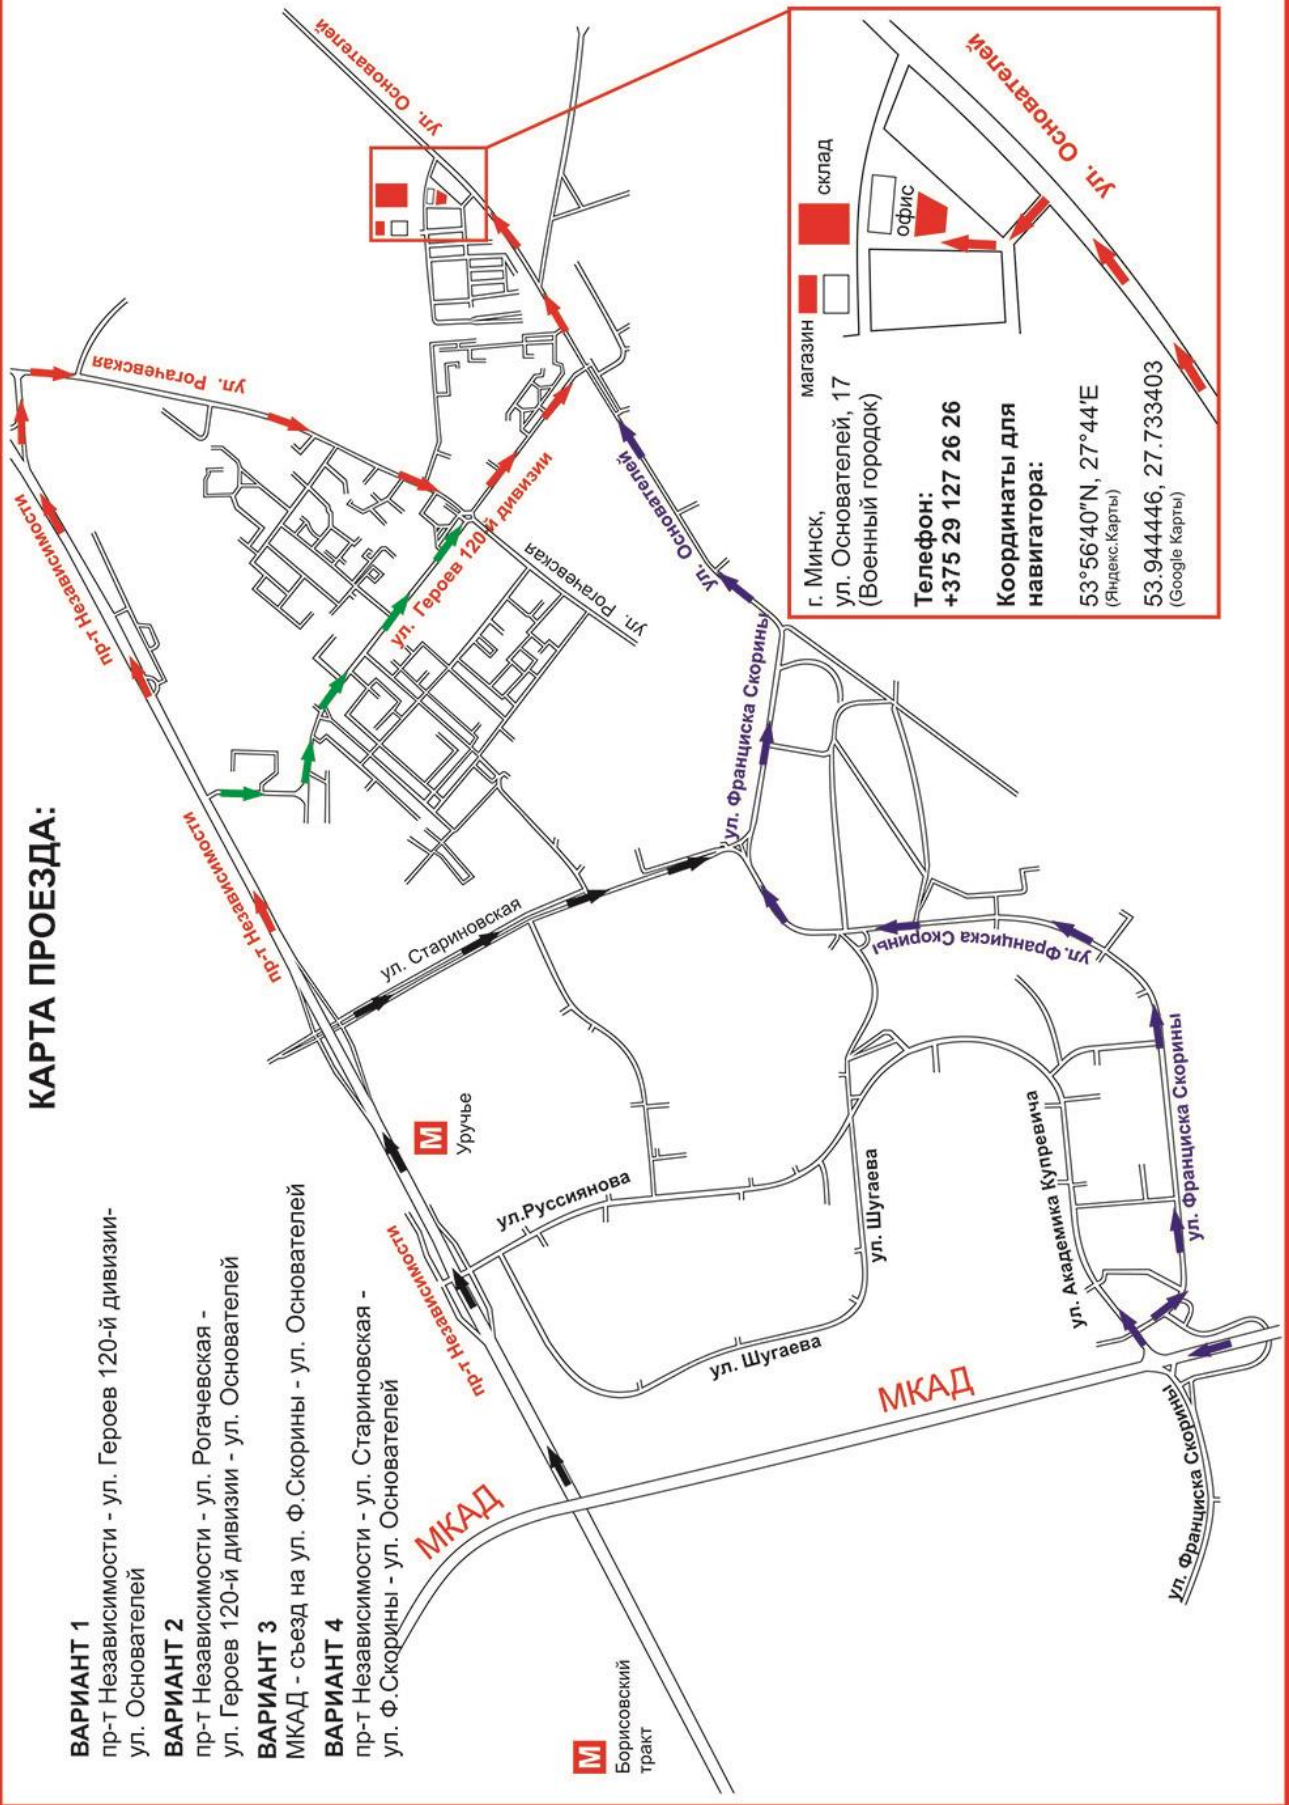 КАРТА ПРОЕЗДА:
ВАРИАНТ 1
пр-т Независимости - ул. Героев 120-й дивизии-
ул. Основателей
ВАРИАНТ 2
пр-т Независимости - ул. Рогачевская -
ул. Героев 120-й дивизии - ул. Основателей
ВАРИАНТ 3
МКАД - съезд на ул. Ф.Скорины - ул. Основателей
ВАРИАНТ 4
пр-т Независимости - ул. Стариновская -
ул. Ф.Скорины - ул. Основателей
М
Борисовский
тракт
МКАД
пр-т Независимости
М
Уручье
пр-т Независимости
пр-т Независимости
пр-т Независимости
ул. Рогачевская
ул. Основателей
ул. Героев 120-й дивизии
ул. Рогачевская
ул. Стариновская
ул.Руссиянова
ул. Шугаева
ул. Шугаева
МКАД
ул. Академика Купревича
ул. Франциска Скорины
ул. Франциска Скорины
ул. Франциска Скорины
ул. Франциска Скорины
ул. Основателей
магазин
склад
офис
ул. Основателей
г. Минск,
ул. Основателей, 17
(Военный городок)
Телефон:
+375 29 127 26 26
Координаты для
навигатора:
53°56'40"N, 27°44'E
(Яндекс.Карты)
53.944446, 27.733403
(Google Карты)